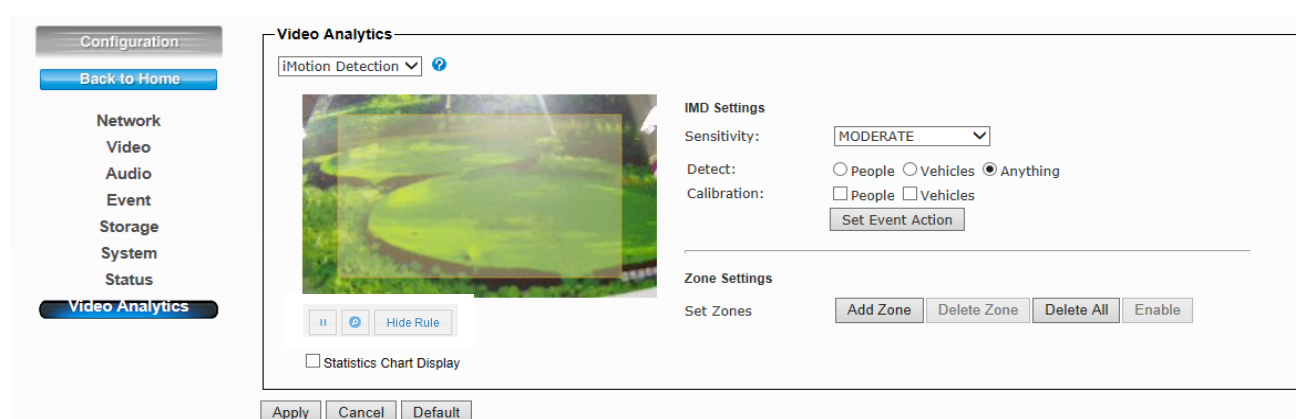 Configuration
Back to Home
Network
Video
Audio
Event
Storage
System
Status
Video Analytics
Video Analytics
iMotion Detection
Hide Rule
Statistics Chart Display
IMD Settings
Sensitivity: MODERATE
Detect: People Vehicles Anything
Calibration: People Vehicles
Set Event Action
Zone Settings
Set Zones Add Zone Delete Zone Delete All Enable
Apply Cancel Default